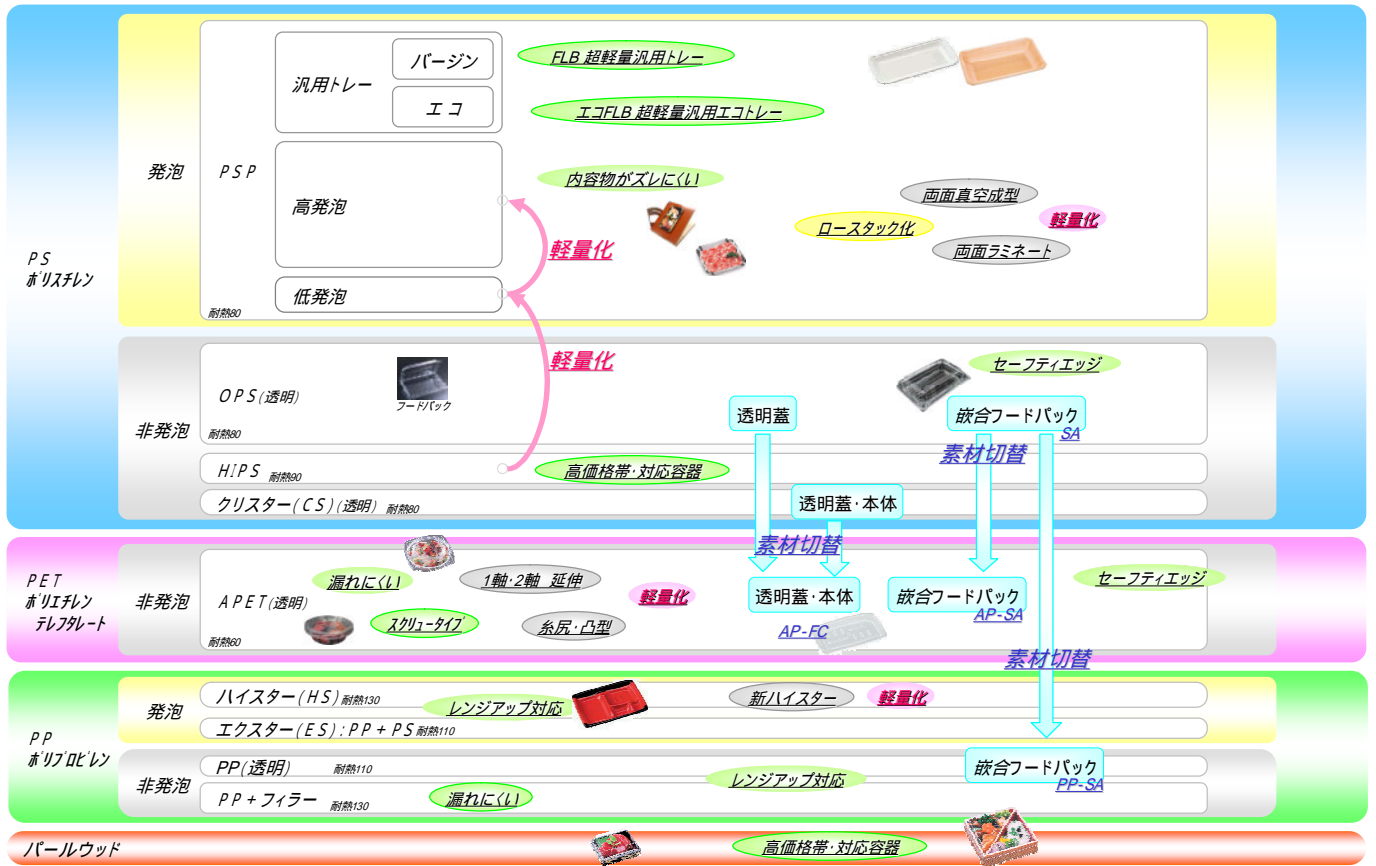 汎用トレー
バージン
エコ
FLB 超軽量汎用トレー
エコFLB 超軽量汎用エコトレー
発泡
PSP
高発泡
内容物がズレにくい
両面真空成型
ロースタック化
軽量化
両面ラミネート
軽量化
PS
ポリスチレン
低発泡
耐熱80
軽量化
OPS(透明)
フードパック
セーフティエッジ
透明蓋
嵌合フードパック
SA
非発泡
耐熱80
素材切替
HIPS 耐熱90
高価格帯・対応容器
クリスター(CS)(透明) 耐熱80
透明蓋・本体
素材切替
PET
ポリエチレン
テレフタレート
非発泡
APET(透明)
漏れにくい
1軸・2軸 延伸
軽量化
セーフティエッジ
透明蓋・本体
嵌合フードパック
AP-SA
スクリュータイプ
糸尻・凸型
AP-FC
耐熱60
素材切替
PP
ポリプロピレン
発泡
ハイスター(HS)耐熱130
レンジアップ対応
新ハイスター
軽量化
エクスター(ES):PP+PS耐熱110
非発泡
PP(透明) 耐熱110
レンジアップ対応
嵌合フードパック
PP-SA
PP+フィラー 耐熱130
漏れにくい
パールウッド
高価格帯・対応容器